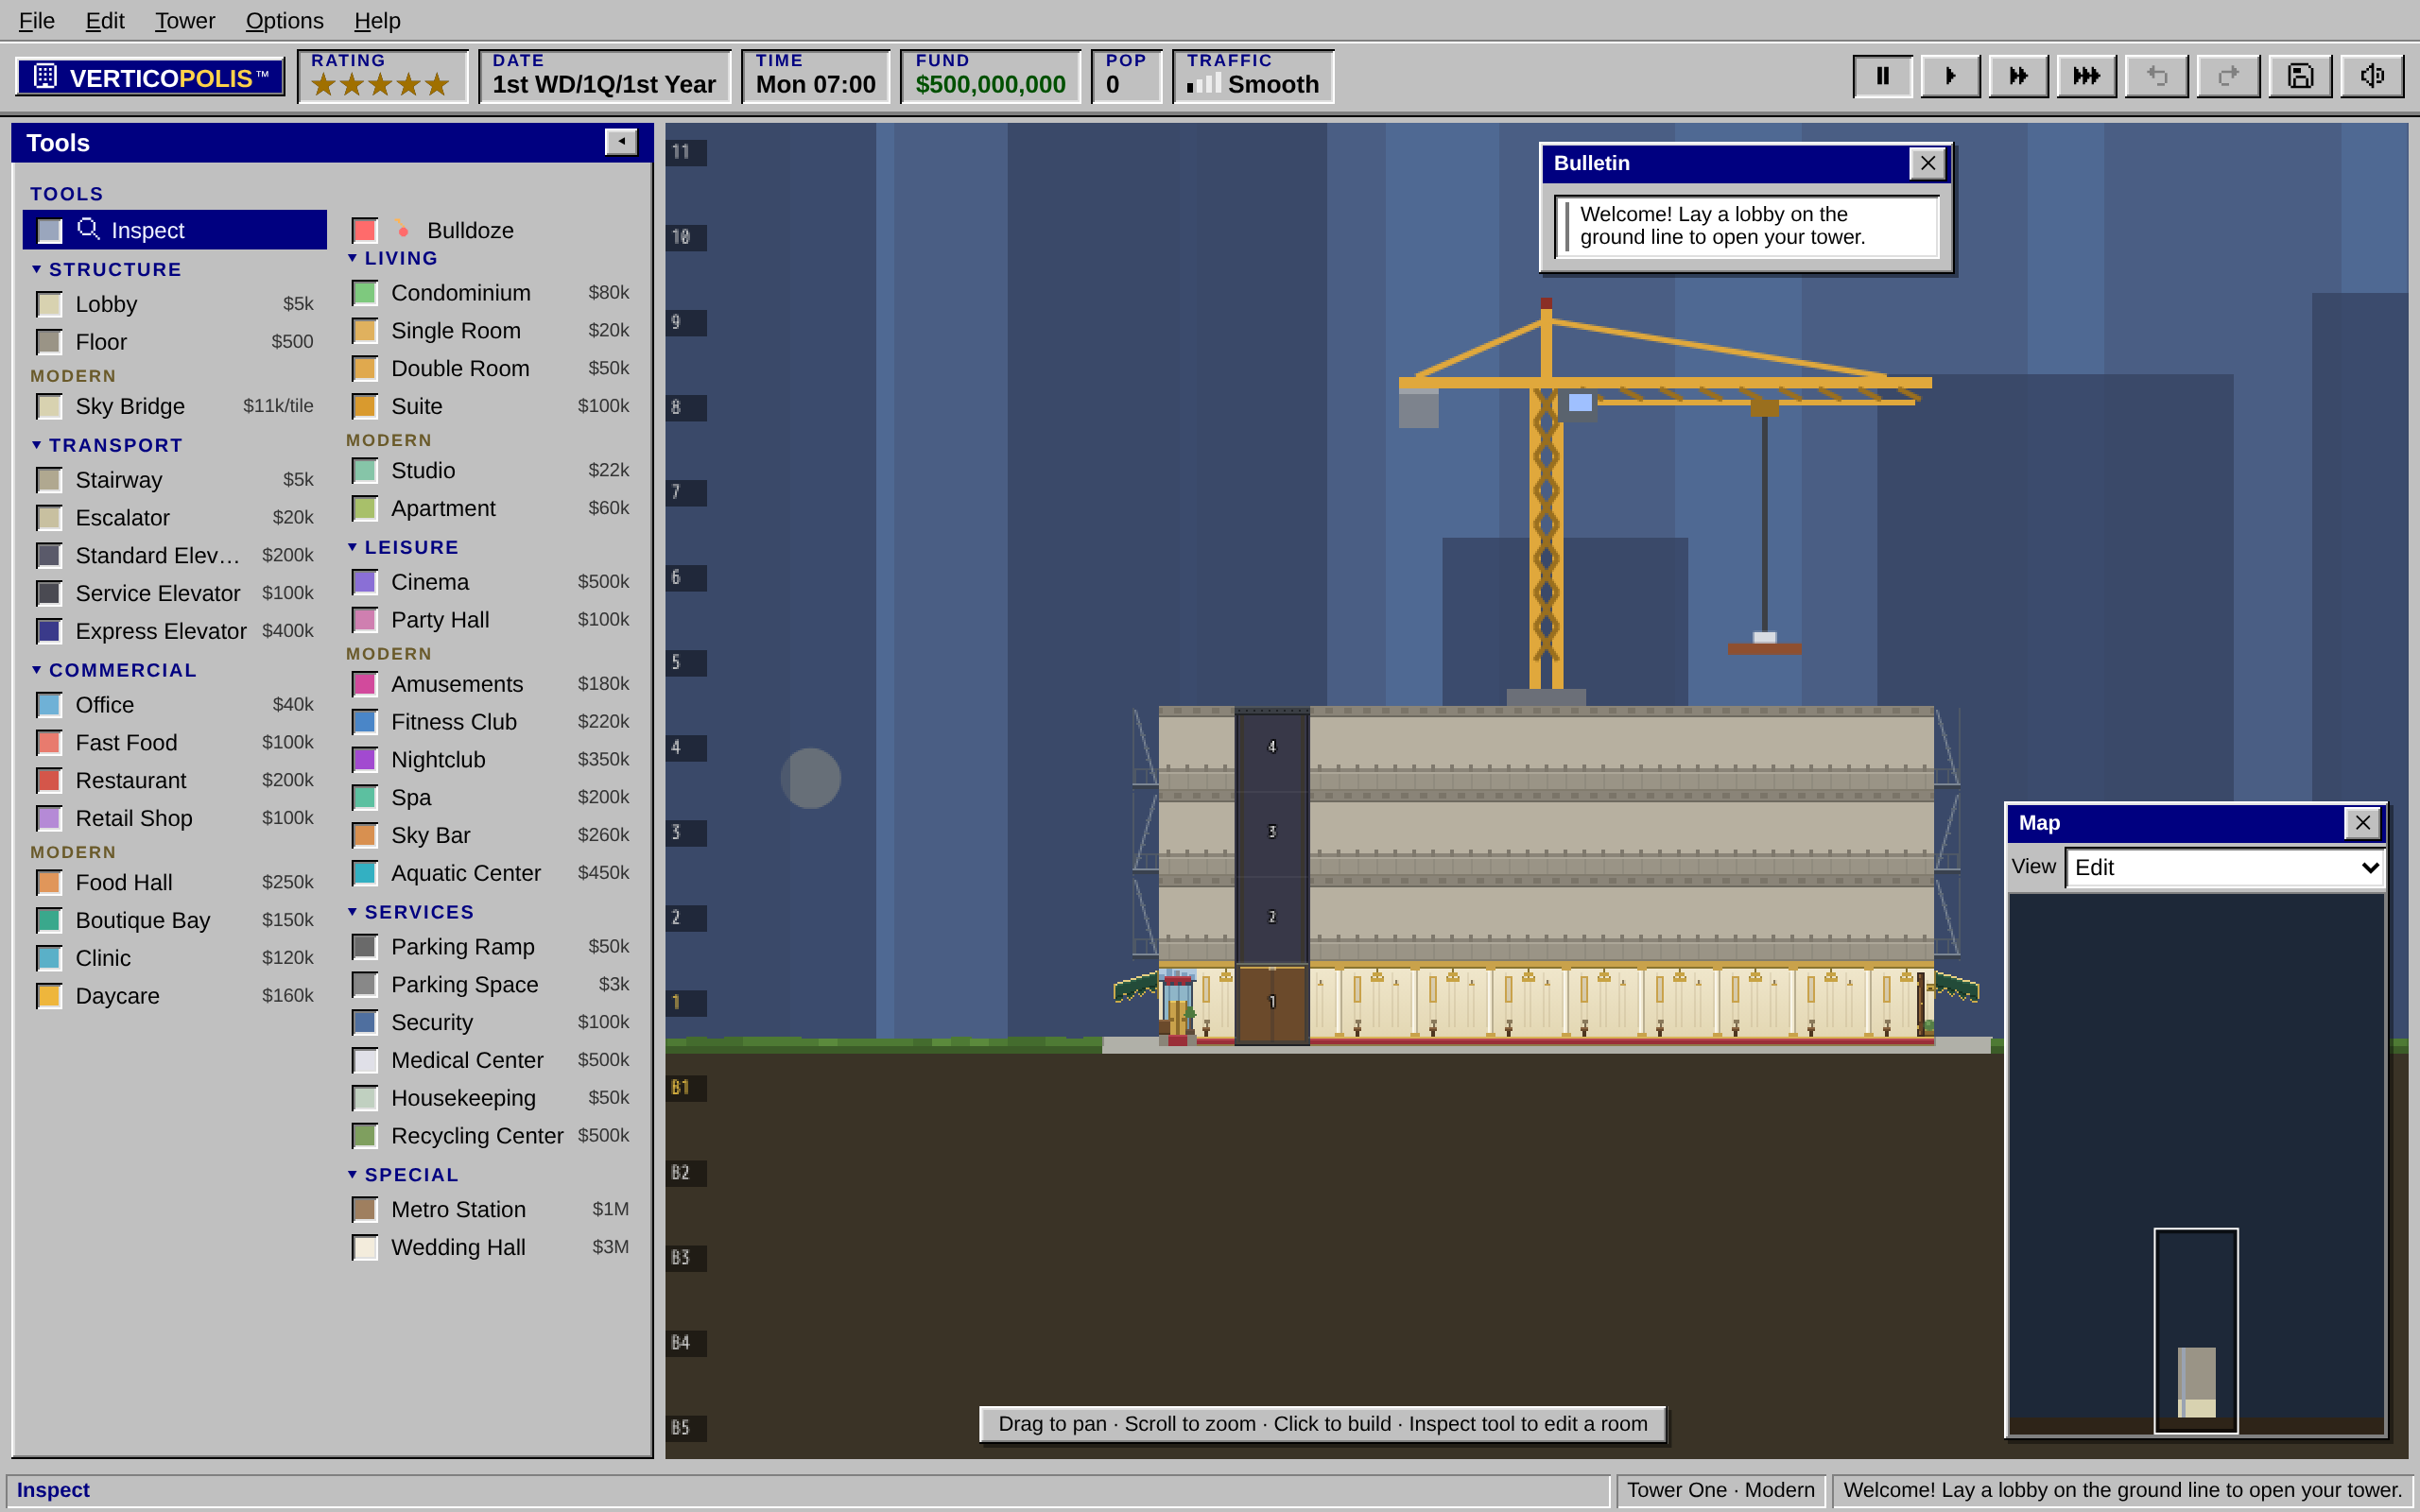 File Edit Tower Options Help
VERTICOPOLIS™
RATING
★★★★★
DATE
1st WD/1Q/1st Year
TIME
Mon 07:00
FUND
$500,000,000
POP
0
TRAFFIC
Smooth
Tools
TOOLS
Inspect
STRUCTURE
Lobby $5k
Floor $500
MODERN
Sky Bridge $11k/tile
TRANSPORT
Stairway $5k
Escalator $20k
Standard Elev… $200k
Service Elevator $100k
Express Elevator $400k
COMMERCIAL
Office $40k
Fast Food $100k
Restaurant $200k
Retail Shop $100k
MODERN
Food Hall $250k
Boutique Bay $150k
Clinic $120k
Daycare $160k
Bulldoze
LIVING
Condominium $80k
Single Room $20k
Double Room $50k
Suite $100k
MODERN
Studio $22k
Apartment $60k
LEISURE
Cinema $500k
Party Hall $100k
MODERN
Amusements $180k
Fitness Club $220k
Nightclub $350k
Spa $200k
Sky Bar $260k
Aquatic Center $450k
SERVICES
Parking Ramp $50k
Parking Space $3k
Security $100k
Medical Center $500k
Housekeeping $50k
Recycling Center $500k
SPECIAL
Metro Station $1M
Wedding Hall $3M
11
10
9
8
7
6
5
4
3
2
1
B1
B2
B3
B4
B5
4
3
2
1
Bulletin
Welcome! Lay a lobby on the
ground line to open your tower.
Map
View Edit
Drag to pan · Scroll to zoom · Click to build · Inspect tool to edit a room
Inspect
Tower One · Modern
Welcome! Lay a lobby on the ground line to open your tower.